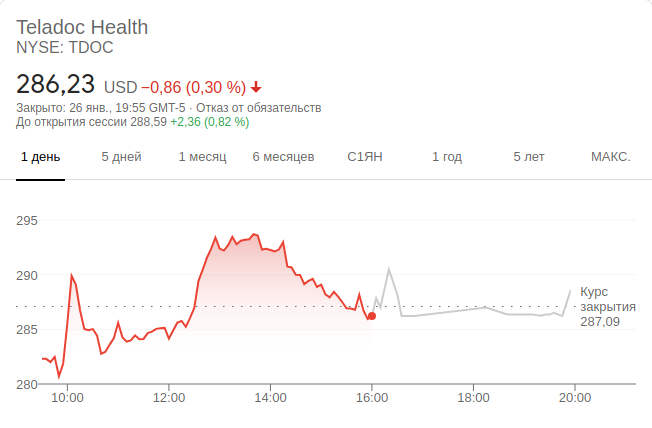 Teladoc Health
NYSE: TDOC
286,23 USD −0,86 (0,30 %)
Закрыто: 26 янв., 19:55 GMT-5 · Отказ от обязательств
До открытия сессии 288,59 +2,36 (0,82 %)
1 день 5 дней 1 месяц 6 месяцев С1ЯН 1 год 5 лет МАКС.
295
290
285
280
Курс
закрытия
287,09
10:00 12:00 14:00 16:00 18:00 20:00